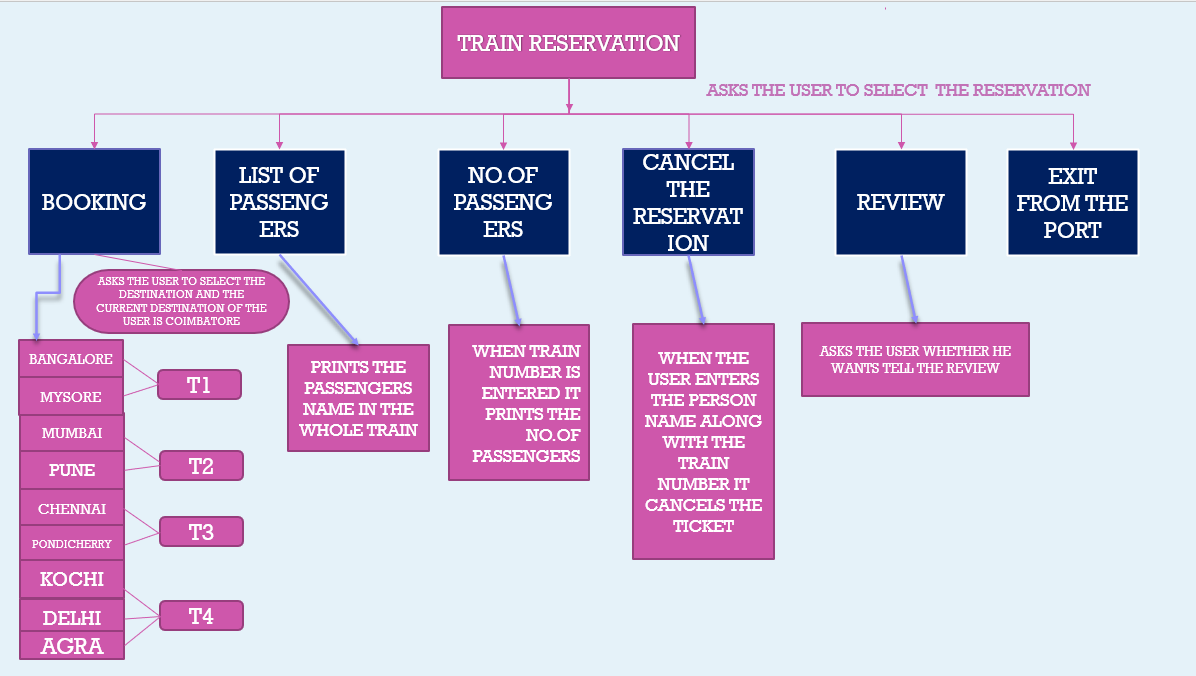 TRAIN RESERVATION
ASKS THE USER TO SELECT THE RESERVATION
BOOKING
LIST OF
PASSENG
ERS
NO.OF
PASSENG
ERS
CANCEL
THE
RESERVAT
ION
REVIEW
EXIT
FROM THE
PORT
ASKS THE USER TO SELECT THE
DESTINATION AND THE
CURRENT DESTINATION OF THE
USER IS COIMBATORE
BANGALORE
MYSORE
T1
MUMBAI
PUNE
T2
CHENNAI
PONDICHERRY
T3
KOCHI
DELHI
AGRA
T4
PRINTS THE
PASSENGERS
NAME IN THE
WHOLE TRAIN
WHEN TRAIN
NUMBER IS
ENTERED IT
PRINTS THE
NO.OF
PASSENGERS
WHEN THE
USER ENTERS
THE PERSON
NAME ALONG
WITH THE
TRAIN
NUMBER IT
CANCELS THE
TICKET
ASKS THE USER WHETHER HE
WANTS TELL THE REVIEW